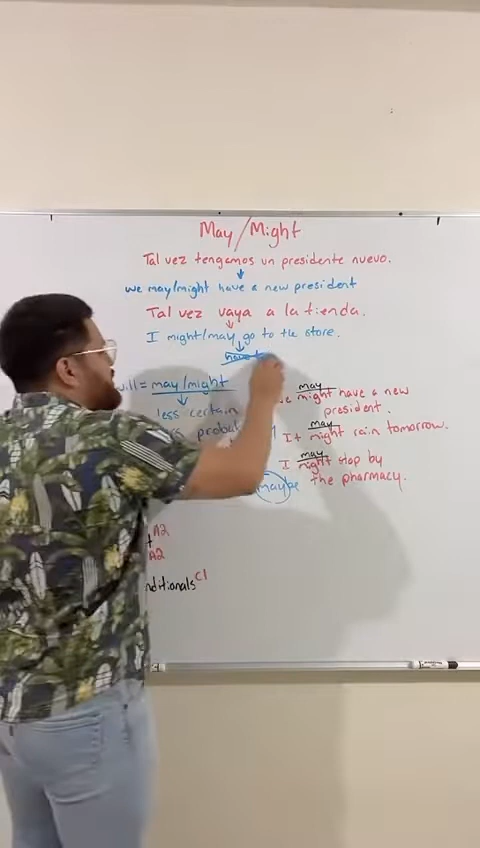 May/Might
Tal vez tengamos un presidente nuevo.
we may/might have a new president
Tal vez vaya a la tienda.
I might/may go to the store.
will = may/might
less certain
may
might have a new
president.
may
It might rain tomorrow.
may
I might stop by
the pharmacy.
maybe
A2
A2
nditionals C1